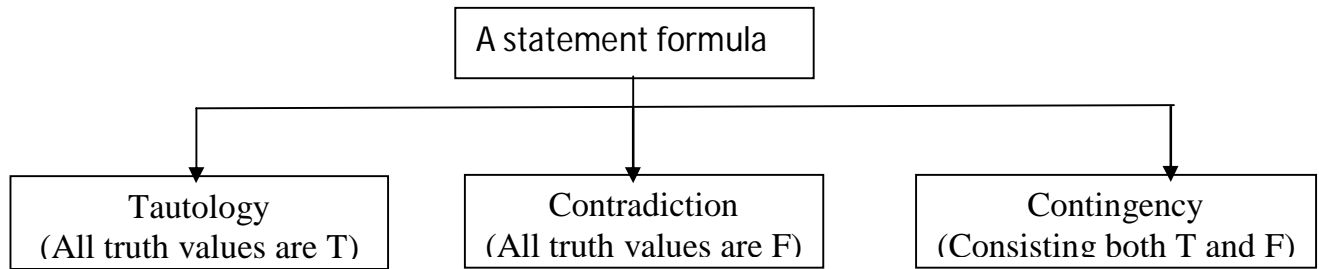 A statement formula
Tautology
(All truth values are T)
Contradiction
(All truth values are F)
Contingency
(Consisting both T and F)